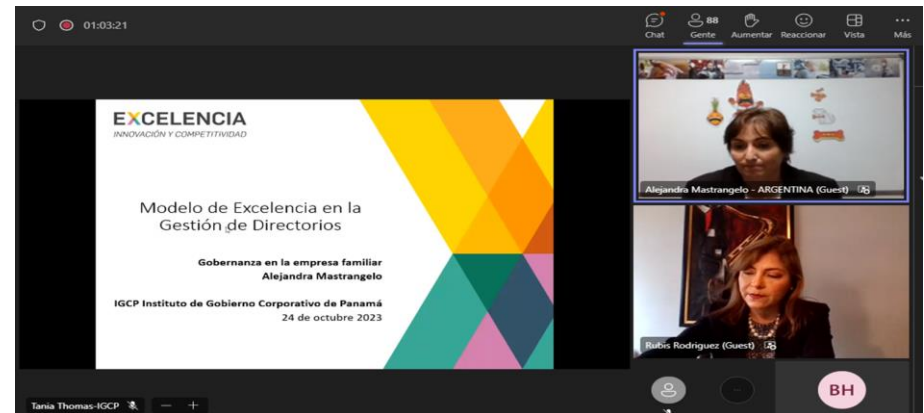 01:03:21
88
Chat
Gente
Aumentar
Reaccionar
Vista
Más
EXCELENCIA
INNOVACIÓN Y COMPETITIVIDAD
Modelo de Excelencia en la
Gestión de Directorios
Gobernanza en la empresa familiar
Alejandra Mastrangelo
IGCP Instituto de Gobierno Corporativo de Panamá
24 de octubre 2023
Alejandra Mastrangelo - ARGENTINA (Guest)
Rubis Rodriguez (Guest)
BH
Tania Thomas-IGCP